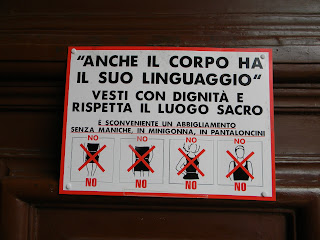 "ANCHE IL CORPO HA
IL SUO LINGUAGGIO"
VESTI CON DIGNITÀ E
RISPETTA IL LUOGO SACRO
E SCONVENIENTE UN ABBIGLIAMENTO
SENZA MANICHE, IN MINIGONNA, IN PANTALONCINI
NO NO NO NO
NO NO NO NO